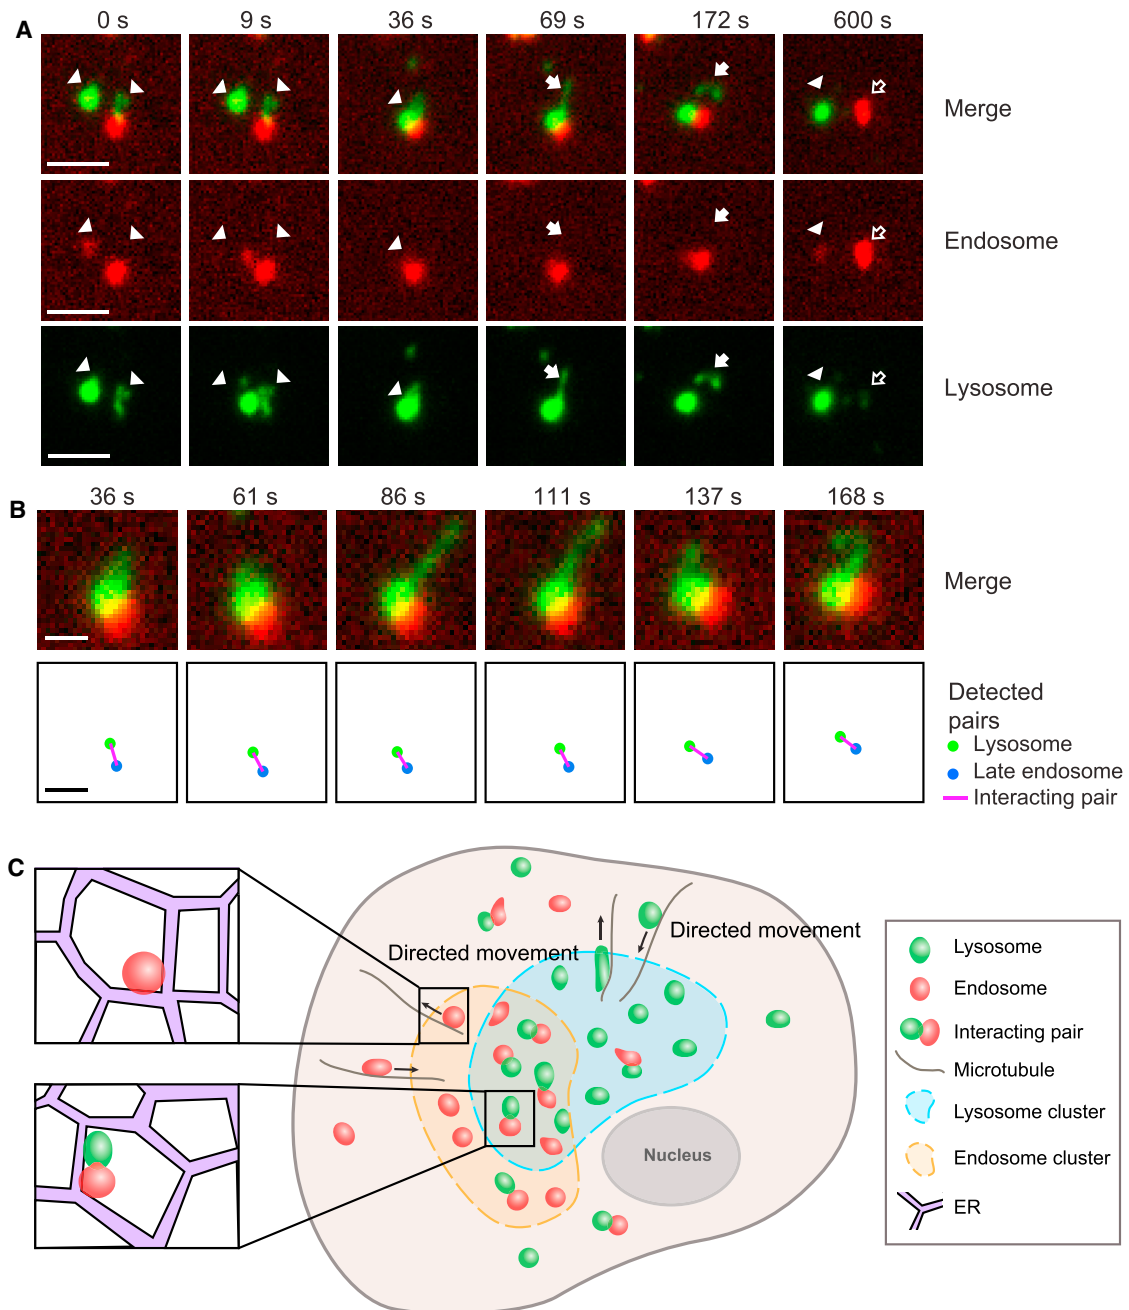 A
0 s 9 s 36 s 69 s 172 s 600 s
Merge
Endosome
Lysosome
B
36 s 61 s 86 s 111 s 137 s 168 s
Merge
Detected
pairs
Lysosome
Late endosome
Interacting pair
C
Directed movement
Directed movement
Nucleus
Lysosome
Endosome
Interacting pair
Microtubule
Lysosome cluster
Endosome cluster
ER